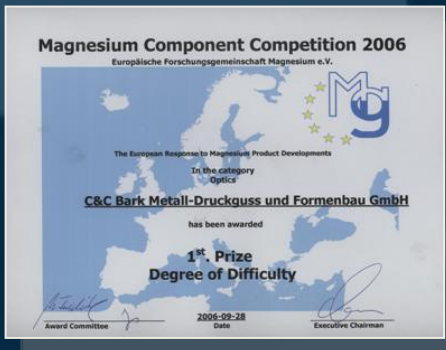 Magnesium Component Competition 2006
Europäische Forschungsgemeinschaft Magnesium e.V.
Mg
The European Response to Magnesium Product Developments
In the category
Optics
C&C Bark Metall-Druckguss und Formenbau GmbH
has been awarded
1st. Prize
Degree of Difficulty
2006-09-28
Award Committee
Date
Executive Chairman